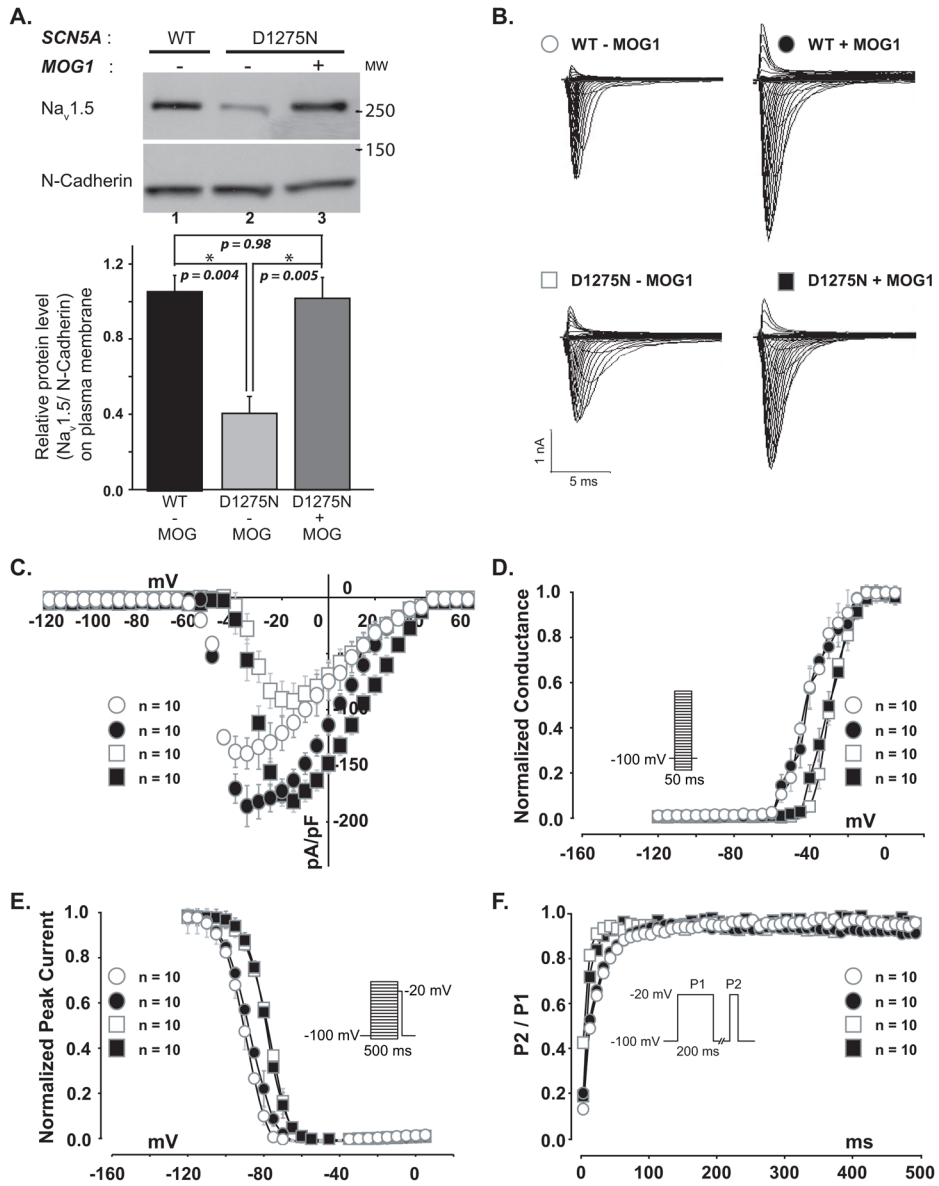 A.
SCN5A : WT D1275N
MOG1 : - - + MW
Nav1.5
250
150
N-Cadherin
1 2 3
p = 0.98
* *
p = 0.004 p = 0.005
1.2
0.8
0.4
0.0
Relative protein level
(Nav1.5/ N-Cadherin)
on plasma membrane
WT D1275N D1275N
- - +
MOG MOG MOG
B.
WT - MOG1
WT + MOG1
D1275N - MOG1
D1275N + MOG1
1 nA
5 ms
C.
mV
0
-120 -100 -80 -60 -40 -20 0 20 40 60
-100
-150
-200
pA/pF
n = 10
n = 10
n = 10
n = 10
D.
Normalized Conductance
1.0
0.8
0.6
0.4
0.2
0.0
-100 mV
50 ms
n = 10
n = 10
n = 10
n = 10
mV
-160 -120 -80 -40 0
E.
Normalized Peak Current
1.0
0.8
0.6
0.4
0.2
0.0
n = 10
n = 10
n = 10
n = 10
-20 mV
-100 mV
500 ms
mV
-160 -120 -80 -40 0
F.
P2 / P1
1.0
0.8
0.6
0.4
0.2
0.0
P1 P2
-20 mV
-100 mV
200 ms
n = 10
n = 10
n = 10
n = 10
ms
0 100 200 300 400 500